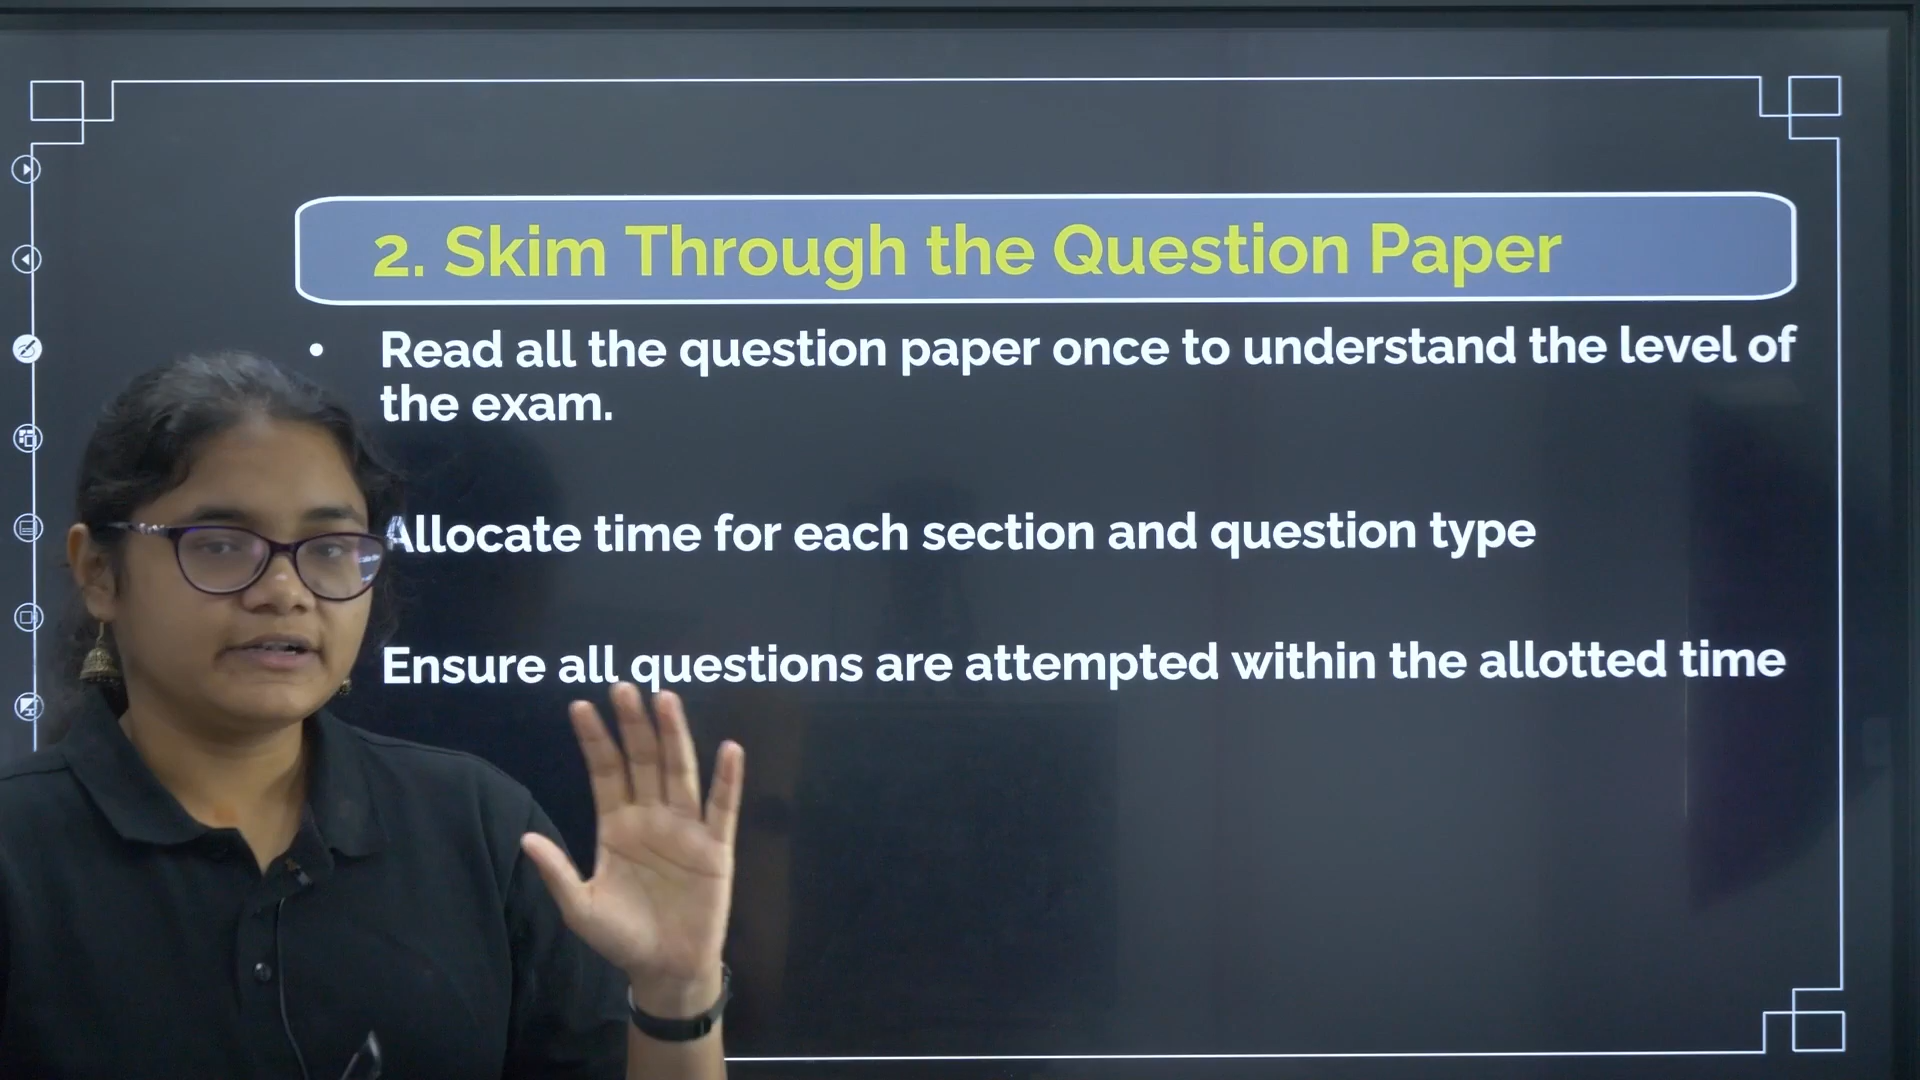 2. Skim Through the Question Paper
• Read all the question paper once to understand the level of
the exam.
Allocate time for each section and question type
Ensure all questions are attempted within the allotted time